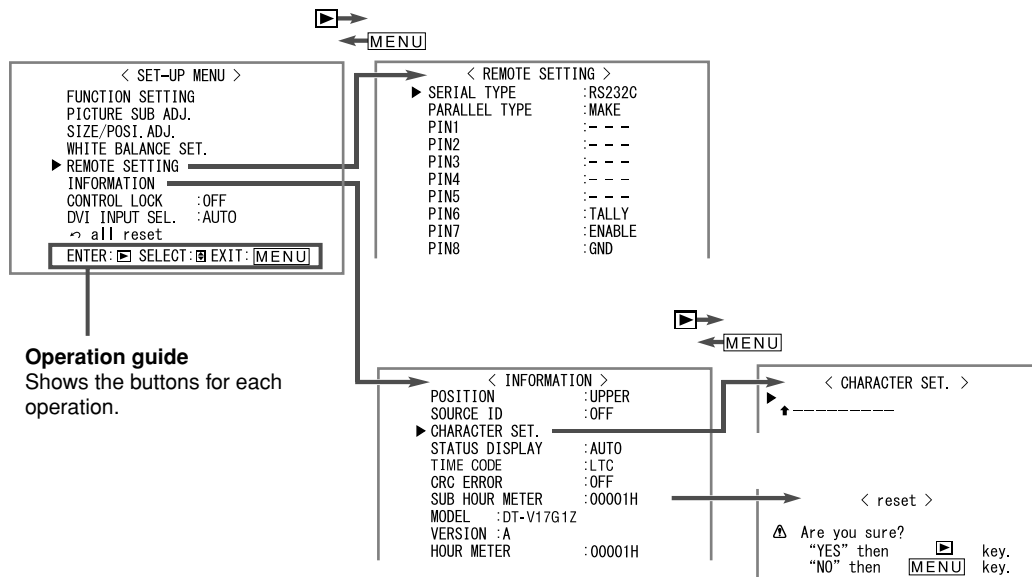 ▶→
←MENU
< SET-UP MENU >
FUNCTION SETTING
PICTURE SUB ADJ.
SIZE/POSI.ADJ.
WHITE BALANCE SET.
▶ REMOTE SETTING
INFORMATION
CONTROL LOCK :OFF
DVI INPUT SEL. :AUTO
↶ all reset
ENTER:▶ SELECT:⬍ EXIT:MENU
Operation guide
Shows the buttons for each
operation.
< REMOTE SETTING >
▶ SERIAL TYPE :RS232C
PARALLEL TYPE :MAKE
PIN1 :– – –
PIN2 :– – –
PIN3 :– – –
PIN4 :– – –
PIN5 :– – –
PIN6 :TALLY
PIN7 :ENABLE
PIN8 :GND
▶→
←MENU
< INFORMATION >
POSITION :UPPER
SOURCE ID :OFF
▶ CHARACTER SET.
STATUS DISPLAY :AUTO
TIME CODE :LTC
CRC ERROR :OFF
SUB HOUR METER :00001H
MODEL :DT-V17G1Z
VERSION :A
HOUR METER :00001H
< CHARACTER SET. >
▶
⬆----------
< reset >
⚠ Are you sure?
“YES” then ▶ key.
“NO” then MENU key.